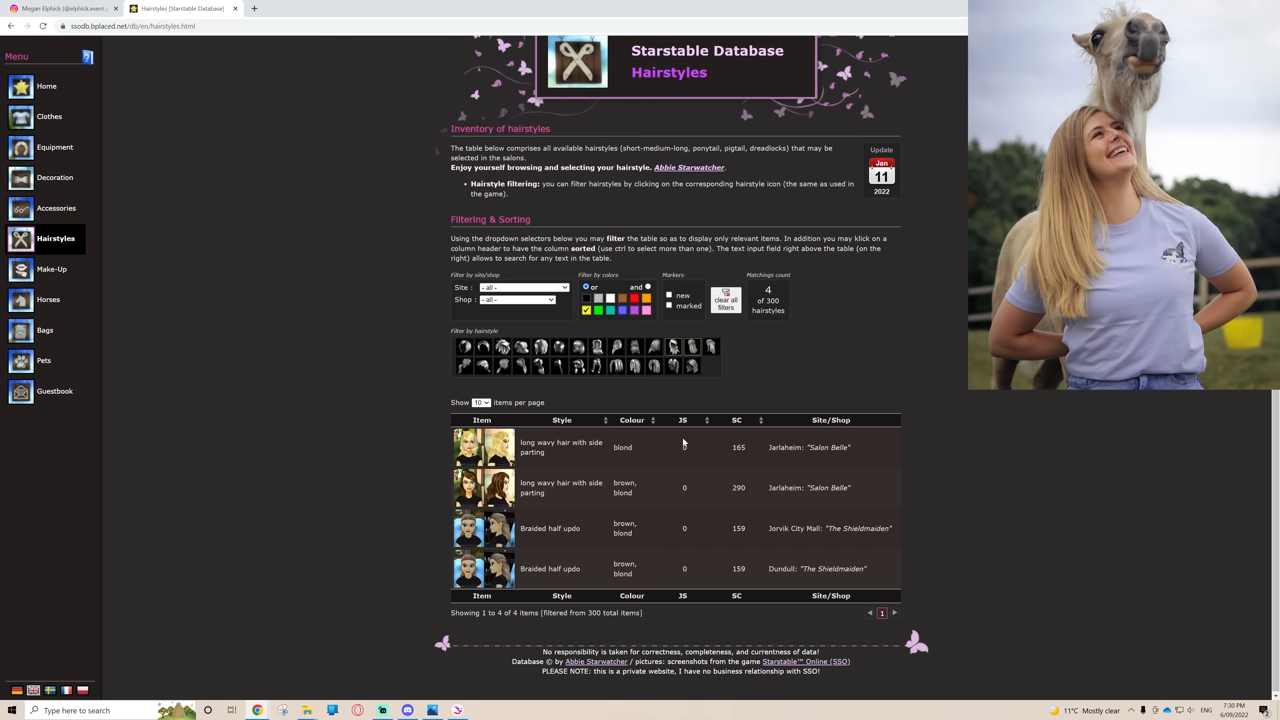 Megan Elphick (@elphick.event
Hairstyles [Starstable Database]
ssodb.bplaced.net/db/en/hairstyles.html
Menu
Home
Clothes
Equipment
Decoration
Accessories
Hairstyles
Make-Up
Horses
Bags
Pets
Guestbook
Starstable Database
Hairstyles
Inventory of hairstyles
The table below comprises all available hairstyles (short-medium-long, ponytail, pigtail, dreadlocks) that may be
selected in the salons.
Enjoy yourself browsing and selecting your hairstyle. Abbie Starwatcher.
• Hairstyle filtering: you can filter hairstyles by clicking on the corresponding hairstyle icon (the same as used in
the game).
Update
Jan
11
2022
Filtering & Sorting
Using the dropdown selectors below you may filter the table so as to display only relevant items. In addition you may klick on a
column header to have the column sorted (use ctrl to select more than one). The text input field right above the table (on the
right) allows to search for any text in the table.
Filter by site/shop
Site : - all -
Shop : - all -
Filter by colors
or and
Markers
new
marked
clear all
filters
Matchings count
4
of 300
hairstyles
Filter by hairstyle
Show 10 items per page
Item Style Colour JS SC Site/Shop
long wavy hair with side parting blond 0 165 Jarlaheim: "Salon Belle"
long wavy hair with side parting brown, blond 0 290 Jarlaheim: "Salon Belle"
Braided half updo brown, blond 0 159 Jorvik City Mall: "The Shieldmaiden"
Braided half updo brown, blond 0 159 Dundull: "The Shieldmaiden"
Item Style Colour JS SC Site/Shop
Showing 1 to 4 of 4 items [filtered from 300 total items]
1
No responsibility is taken for correctness, completeness, and currentness of data!
Database © by Abbie Starwatcher / pictures: screenshots from the game Starstable™ Online (SSO)
PLEASE NOTE: this is a private website, I have no business relationship with SSO!
Type here to search
11°C Mostly clear
ENG
7:30 PM
6/09/2022